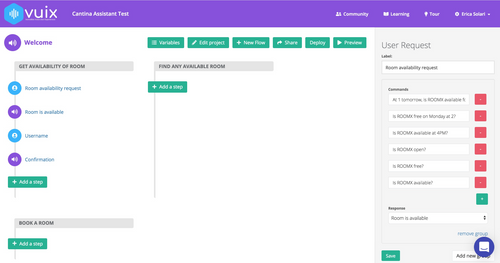 vuix
Cantina Assistant Test
Community
Learning
Tour
Erica Solari
Welcome
Variables
Edit project
+ New Flow
Share
Deploy
Preview
GET AVAILABILITY OF ROOM
Room availability request
Room is available
Username
Confirmation
+ Add a step
FIND ANY AVAILABLE ROOM
+ Add a step
BOOK A ROOM
+ Add a step
User Request
Label
Room availability request
Commands
At 1 tomorrow, is ROOMX available f
Is ROOMX free on Monday at 2?
Is ROOMX available at 4PM?
Is ROOMX open?
Is ROOMX free?
Is ROOMX available?
+
Response
Room is available
remove group
Save
Add new